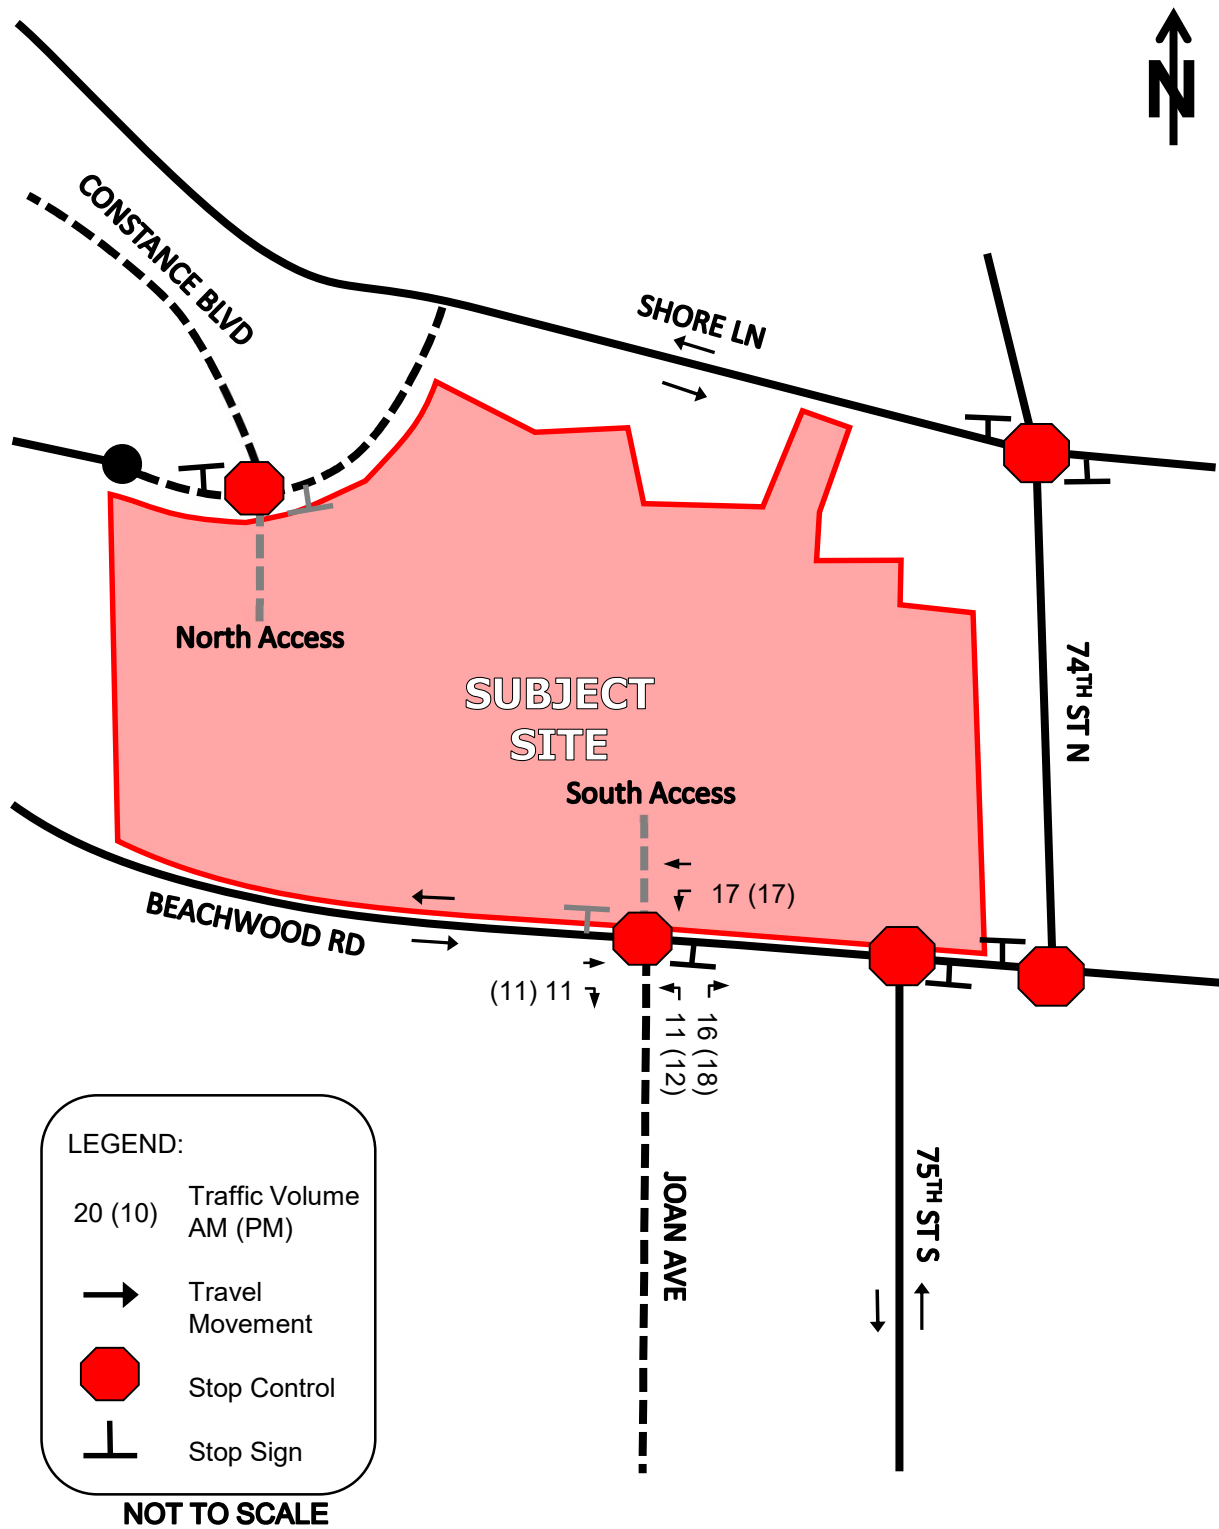 N
CONSTANCE BLVD
SHORE LN
North Access
74TH ST N
SUBJECT
SITE
South Access
17 (17)
BEACHWOOD RD
(11) 11
11 (12)
16 (18)
JOAN AVE
75TH ST S
LEGEND:
20 (10)
Traffic Volume
AM (PM)
Travel
Movement
Stop Control
Stop Sign
NOT TO SCALE